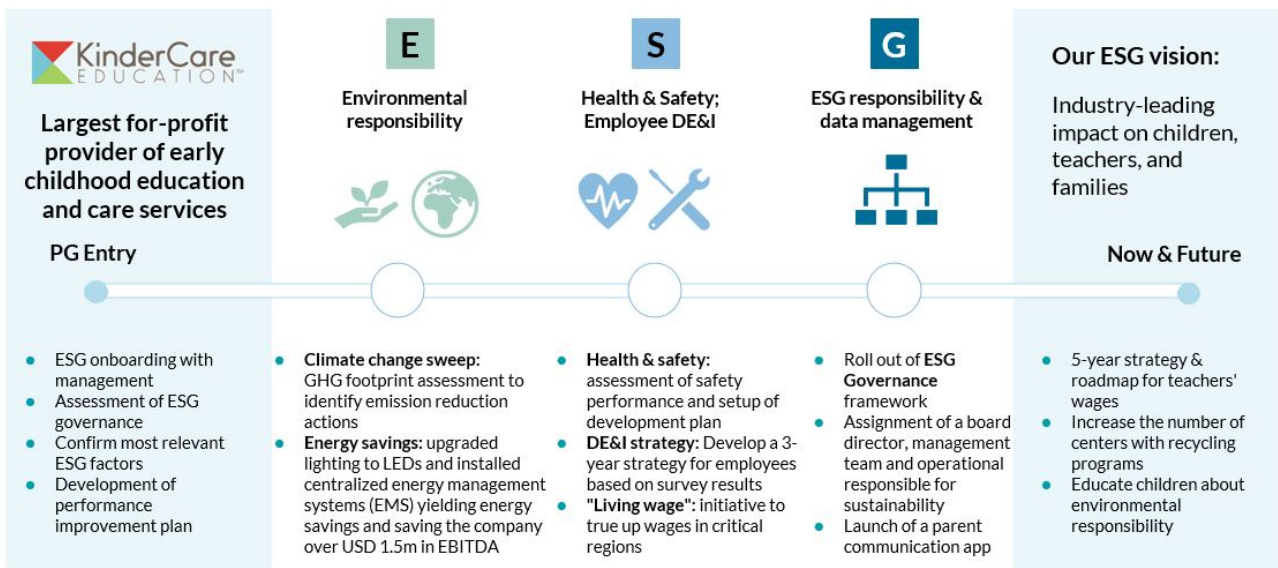 KinderCare
EDUCATION™
Largest for-profit
provider of early
childhood education
and care services
PG Entry
● ESG onboarding with
management
● Assessment of ESG
governance
● Confirm most relevant
ESG factors
● Development of
performance
improvement plan
E
Environmental
responsibility
● Climate change sweep:
GHG footprint assessment to
identify emission reduction
actions
● Energy savings: upgraded
lighting to LEDs and installed
centralized energy management
systems (EMS) yielding energy
savings and saving the company
over USD 1.5m in EBITDA
S
Health & Safety;
Employee DE&I
● Health & safety:
assessment of safety
performance and setup of
development plan
● DE&I strategy: Develop a 3-
year strategy for employees
based on survey results
● "Living wage": initiative to
true up wages in critical
regions
G
ESG responsibility &
data management
● Roll out of ESG
Governance
framework
● Assignment of a board
director, management
team and operational
responsible for
sustainability
● Launch of a parent
communication app
Our ESG vision:
Industry-leading
impact on children,
teachers, and
families
Now & Future
● 5-year strategy &
roadmap for teachers'
wages
● Increase the number of
centers with recycling
programs
● Educate children about
environmental
responsibility